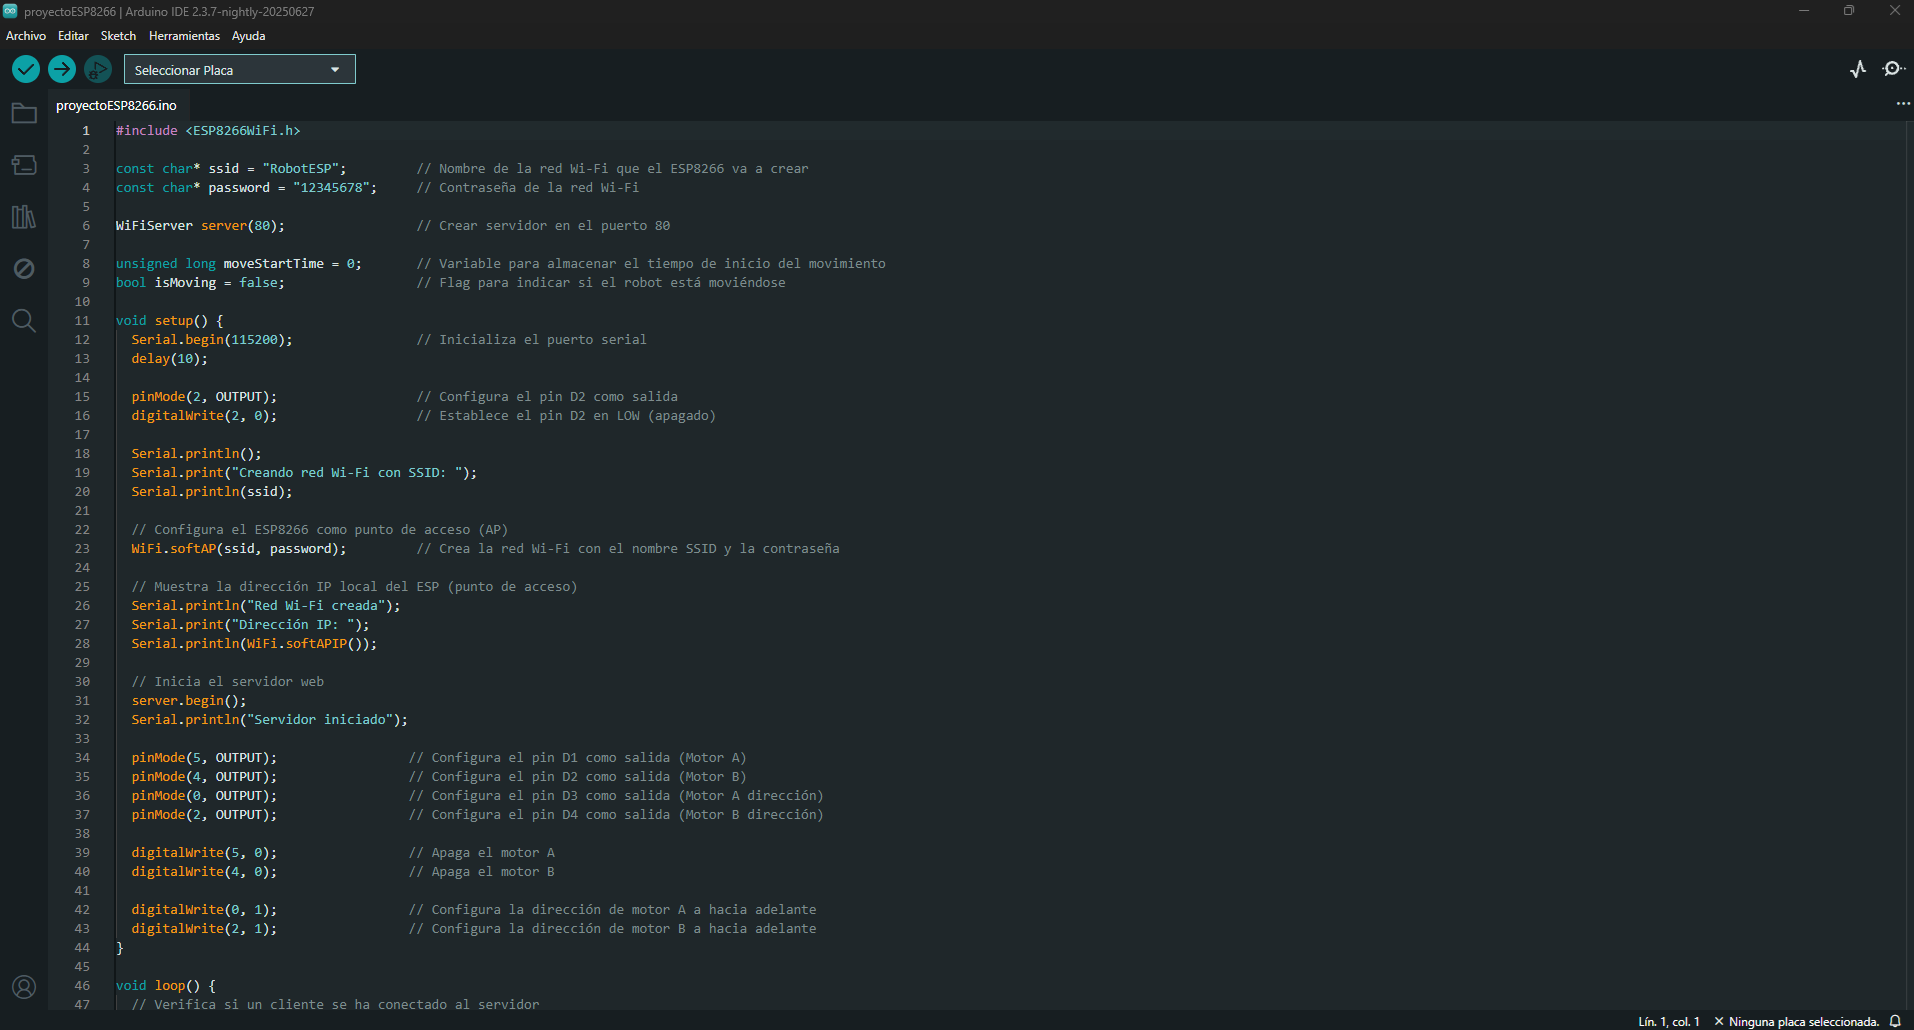 proyectoESP8266 | Arduino IDE 2.3.7-nightly-20250627
Archivo Editar Sketch Herramientas Ayuda
Seleccionar Placa
proyectoESP8266.ino
1 #include <ESP8266WiFi.h>
2
3 const char* ssid = "RobotESP"; // Nombre de la red Wi-Fi que el ESP8266 va a crear
4 const char* password = "12345678"; // Contraseña de la red Wi-Fi
5
6 WiFiServer server(80); // Crear servidor en el puerto 80
7
8 unsigned long moveStartTime = 0; // Variable para almacenar el tiempo de inicio del movimiento
9 bool isMoving = false; // Flag para indicar si el robot está moviéndose
10
11 void setup() {
12 Serial.begin(115200); // Inicializa el puerto serial
13 delay(10);
14
15 pinMode(2, OUTPUT); // Configura el pin D2 como salida
16 digitalWrite(2, 0); // Establece el pin D2 en LOW (apagado)
17
18 Serial.println();
19 Serial.print("Creando red Wi-Fi con SSID: ");
20 Serial.println(ssid);
21
22 // Configura el ESP8266 como punto de acceso (AP)
23 WiFi.softAP(ssid, password); // Crea la red Wi-Fi con el nombre SSID y la contraseña
24
25 // Muestra la dirección IP local del ESP (punto de acceso)
26 Serial.println("Red Wi-Fi creada");
27 Serial.print("Dirección IP: ");
28 Serial.println(WiFi.softAPIP());
29
30 // Inicia el servidor web
31 server.begin();
32 Serial.println("Servidor iniciado");
33
34 pinMode(5, OUTPUT); // Configura el pin D1 como salida (Motor A)
35 pinMode(4, OUTPUT); // Configura el pin D2 como salida (Motor B)
36 pinMode(0, OUTPUT); // Configura el pin D3 como salida (Motor A dirección)
37 pinMode(2, OUTPUT); // Configura el pin D4 como salida (Motor B dirección)
38
39 digitalWrite(5, 0); // Apaga el motor A
40 digitalWrite(4, 0); // Apaga el motor B
41
42 digitalWrite(0, 1); // Configura la dirección de motor A a hacia adelante
43 digitalWrite(2, 1); // Configura la dirección de motor B a hacia adelante
44 }
45
46 void loop() {
47 // Verifica si un cliente se ha conectado al servidor
Lín. 1, col. 1 Ninguna placa seleccionada.